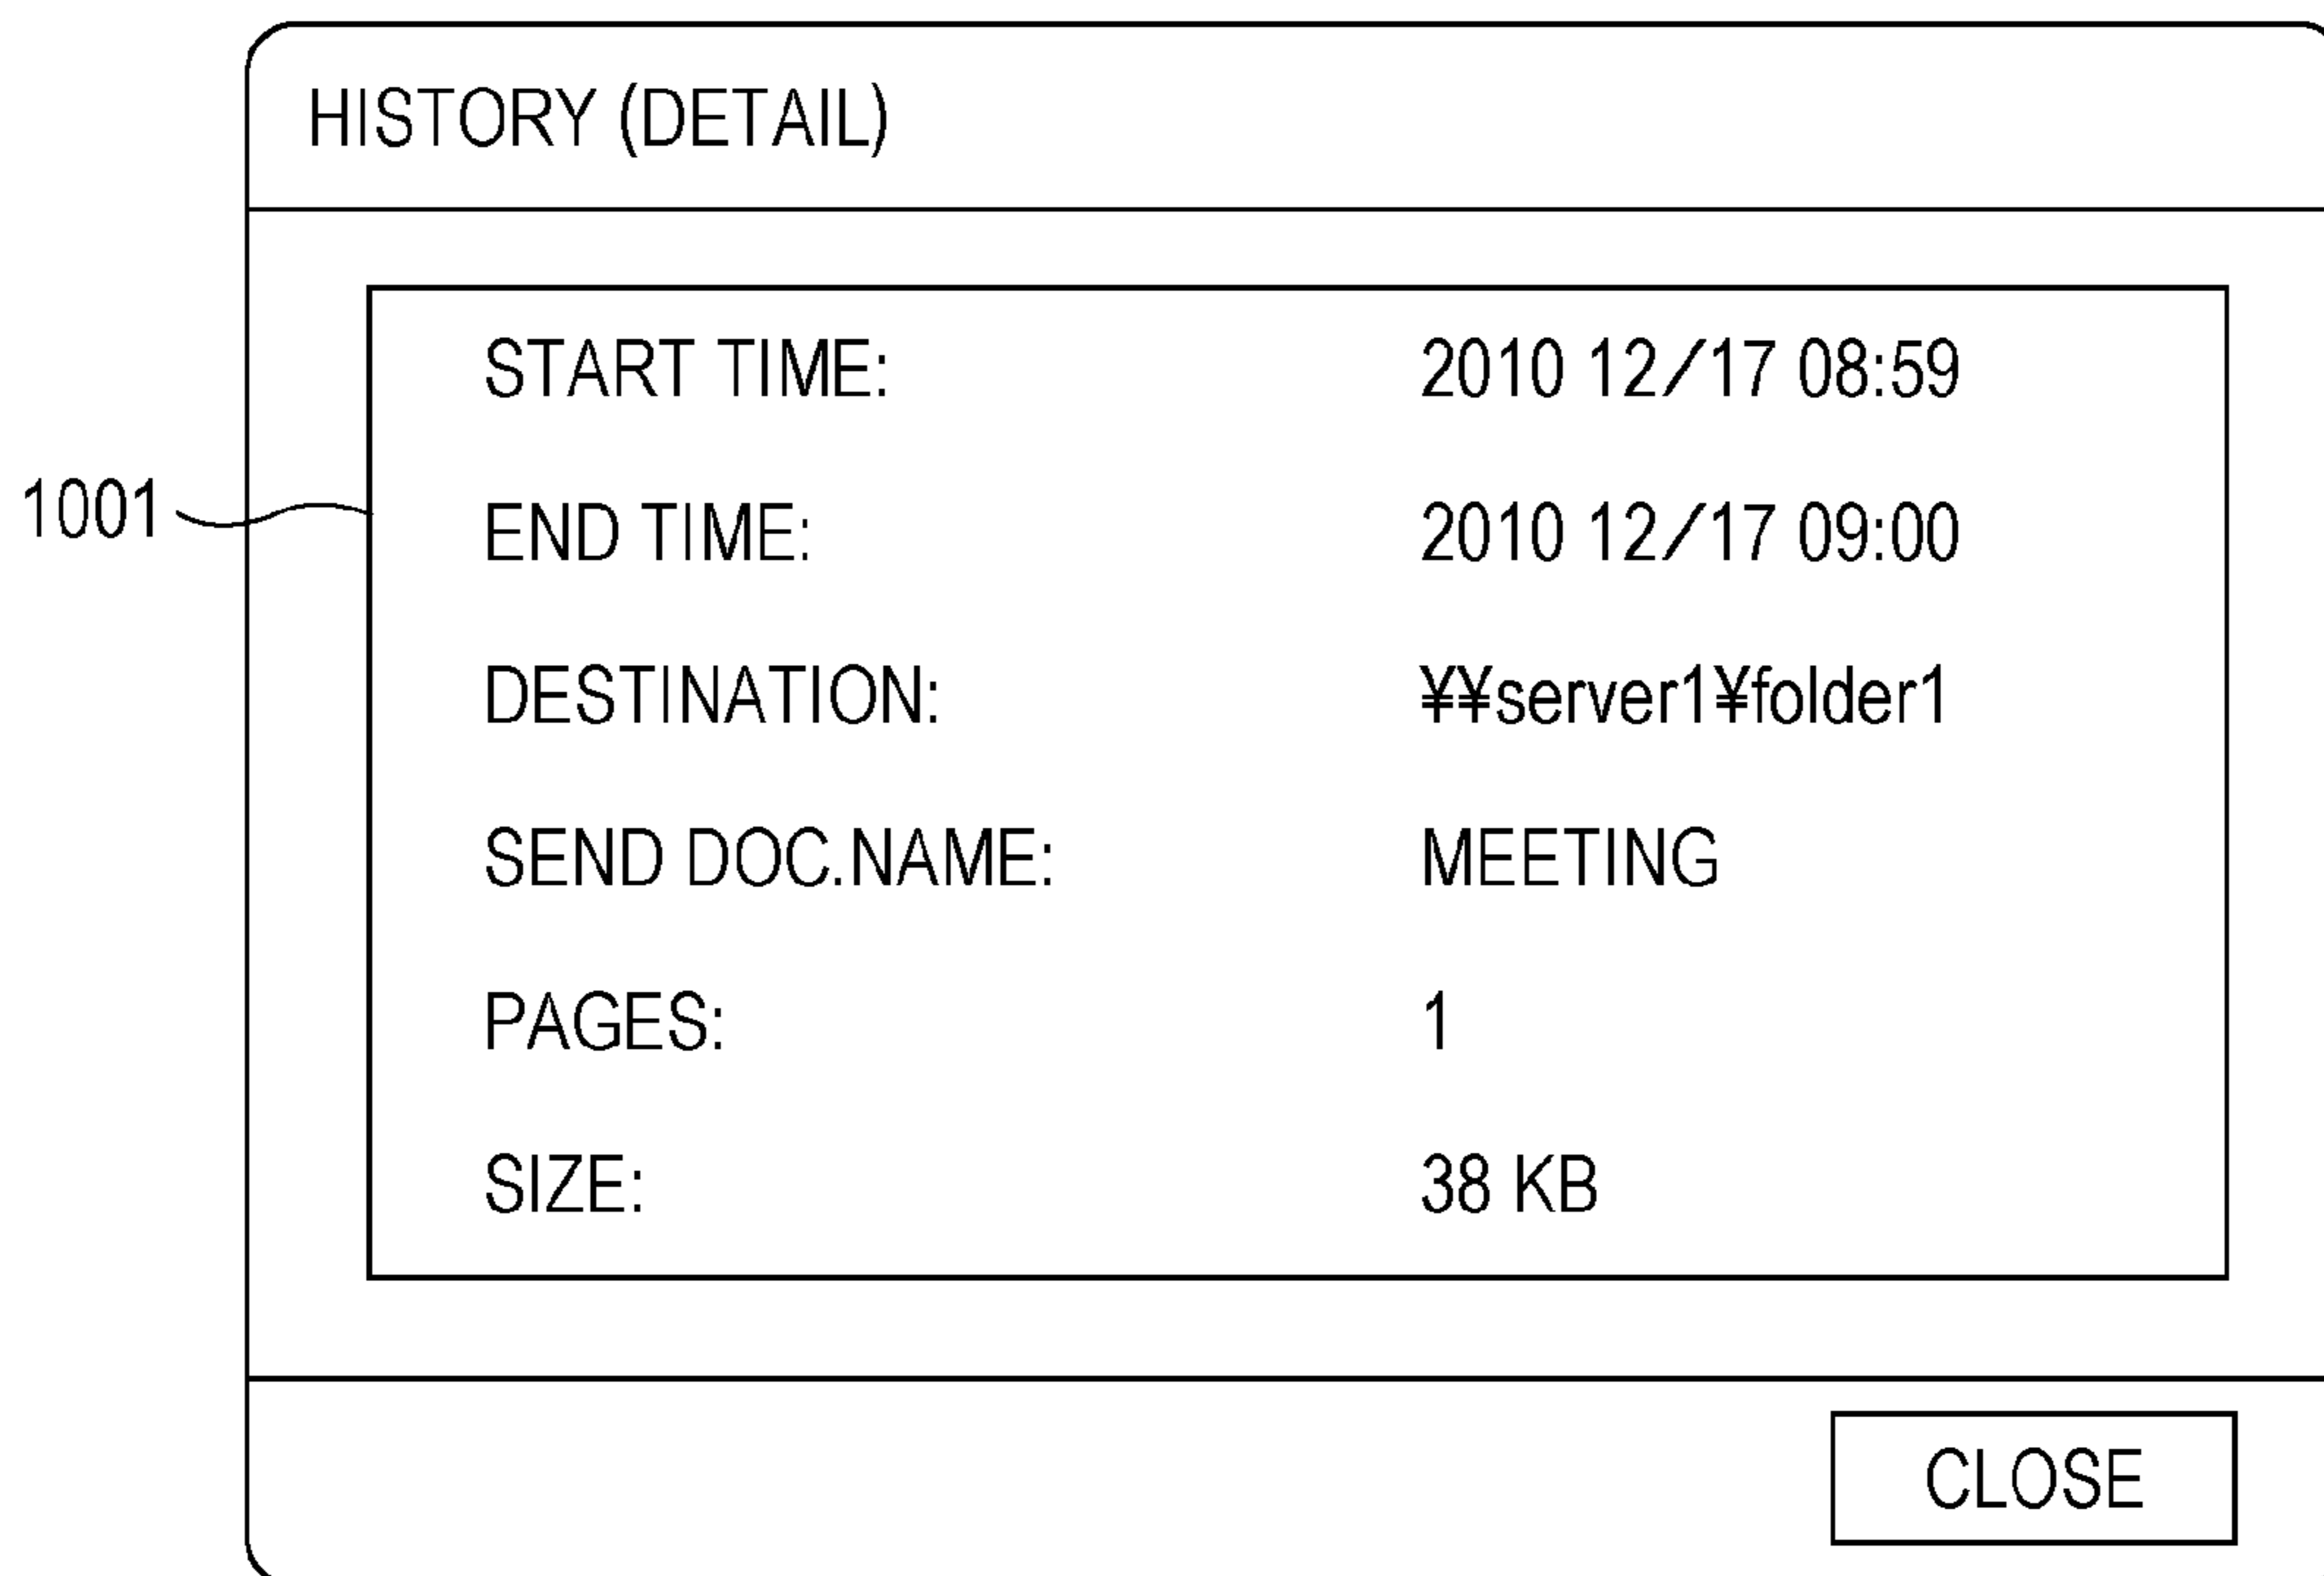 HISTORY (DETAIL)
START TIME: 2010 12/17 08:59
1001
END TIME: 2010 12/17 09:00
DESTINATION: ¥¥server1¥folder1
SEND DOC.NAME: MEETING
PAGES: 1
SIZE: 38 KB
CLOSE